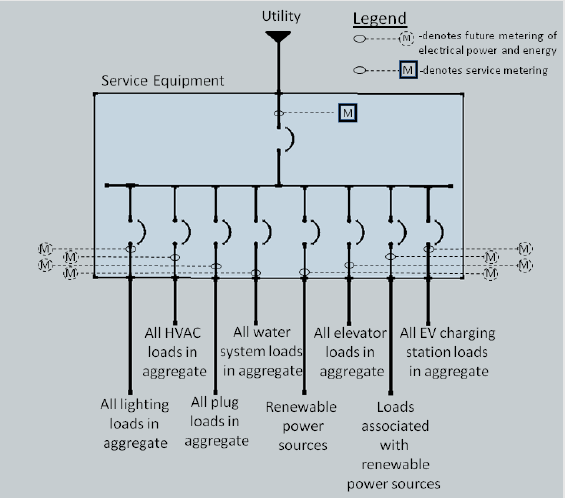 Utility
Legend
M -denotes future metering of
electrical power and energy
M -denotes service metering
Service Equipment
M
M
M
M
M
M
M
M
M
All HVAC
loads in
aggregate
All water
system loads
in aggregate
All elevator
loads in
aggregate
All EV charging
station loads
in aggregate
All lighting
loads in
aggregate
All plug
loads in
aggregate
Renewable
power
sources
Loads
associated
with
renewable
power sources